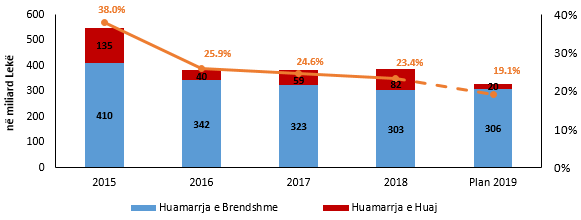 600 38.0% 40%
500 135 25.9% 24.6% 23.4% 30%
400 40 59 82 19.1%
300 20 20%
200 410 342 323 303 306
100 10%
0 0%
në miliard Lekë
2015 2016 2017 2018 Plan 2019
Huamarrja e Brendshme Huamarrja e Huaj